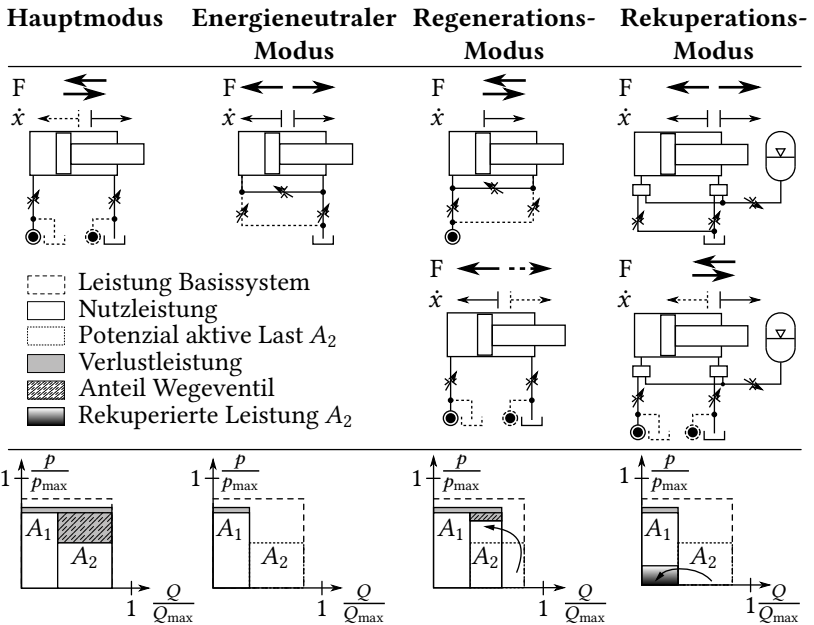 Hauptmodus Energieneutraler Modus Regenerations-Modus Rekuperations-Modus
F F F F
ẋ ẋ ẋ ẋ
F F
ẋ ẋ
Leistung Basissystem
Nutzleistung
Potenzial aktive Last A₂
Verlustleistung
Anteil Wegeventil
Rekuperierte Leistung A₂
1 p/pmax 1 p/pmax 1 p/pmax 1 p/pmax
A₁ A₂ A₁ A₂ A₁ A₂ A₁ A₂
1 Q/Qmax 1 Q/Qmax 1 Q/Qmax 1 Q/Qmax